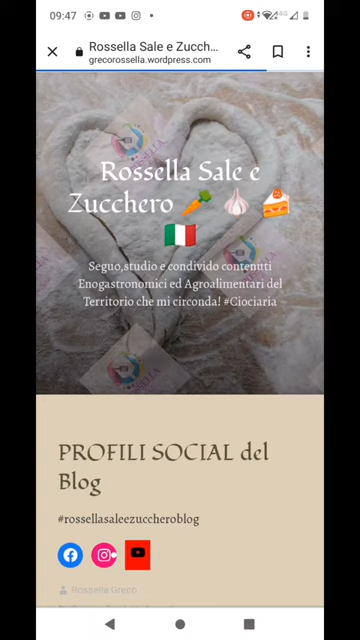 09:47
4G
Rossella Sale e Zucch...
grecorossella.wordpress.com
Rossella Sale e
Zucchero 🥕 🧄 🍰
🇮🇹
Seguo,studio e condivido contenuti
Enogastronomici ed Agroalimentari del
Territorio che mi circonda! #Ciociaria
PROFILI SOCIAL del
Blog
#rossellasaleezuccheroblog
Rossella Greco